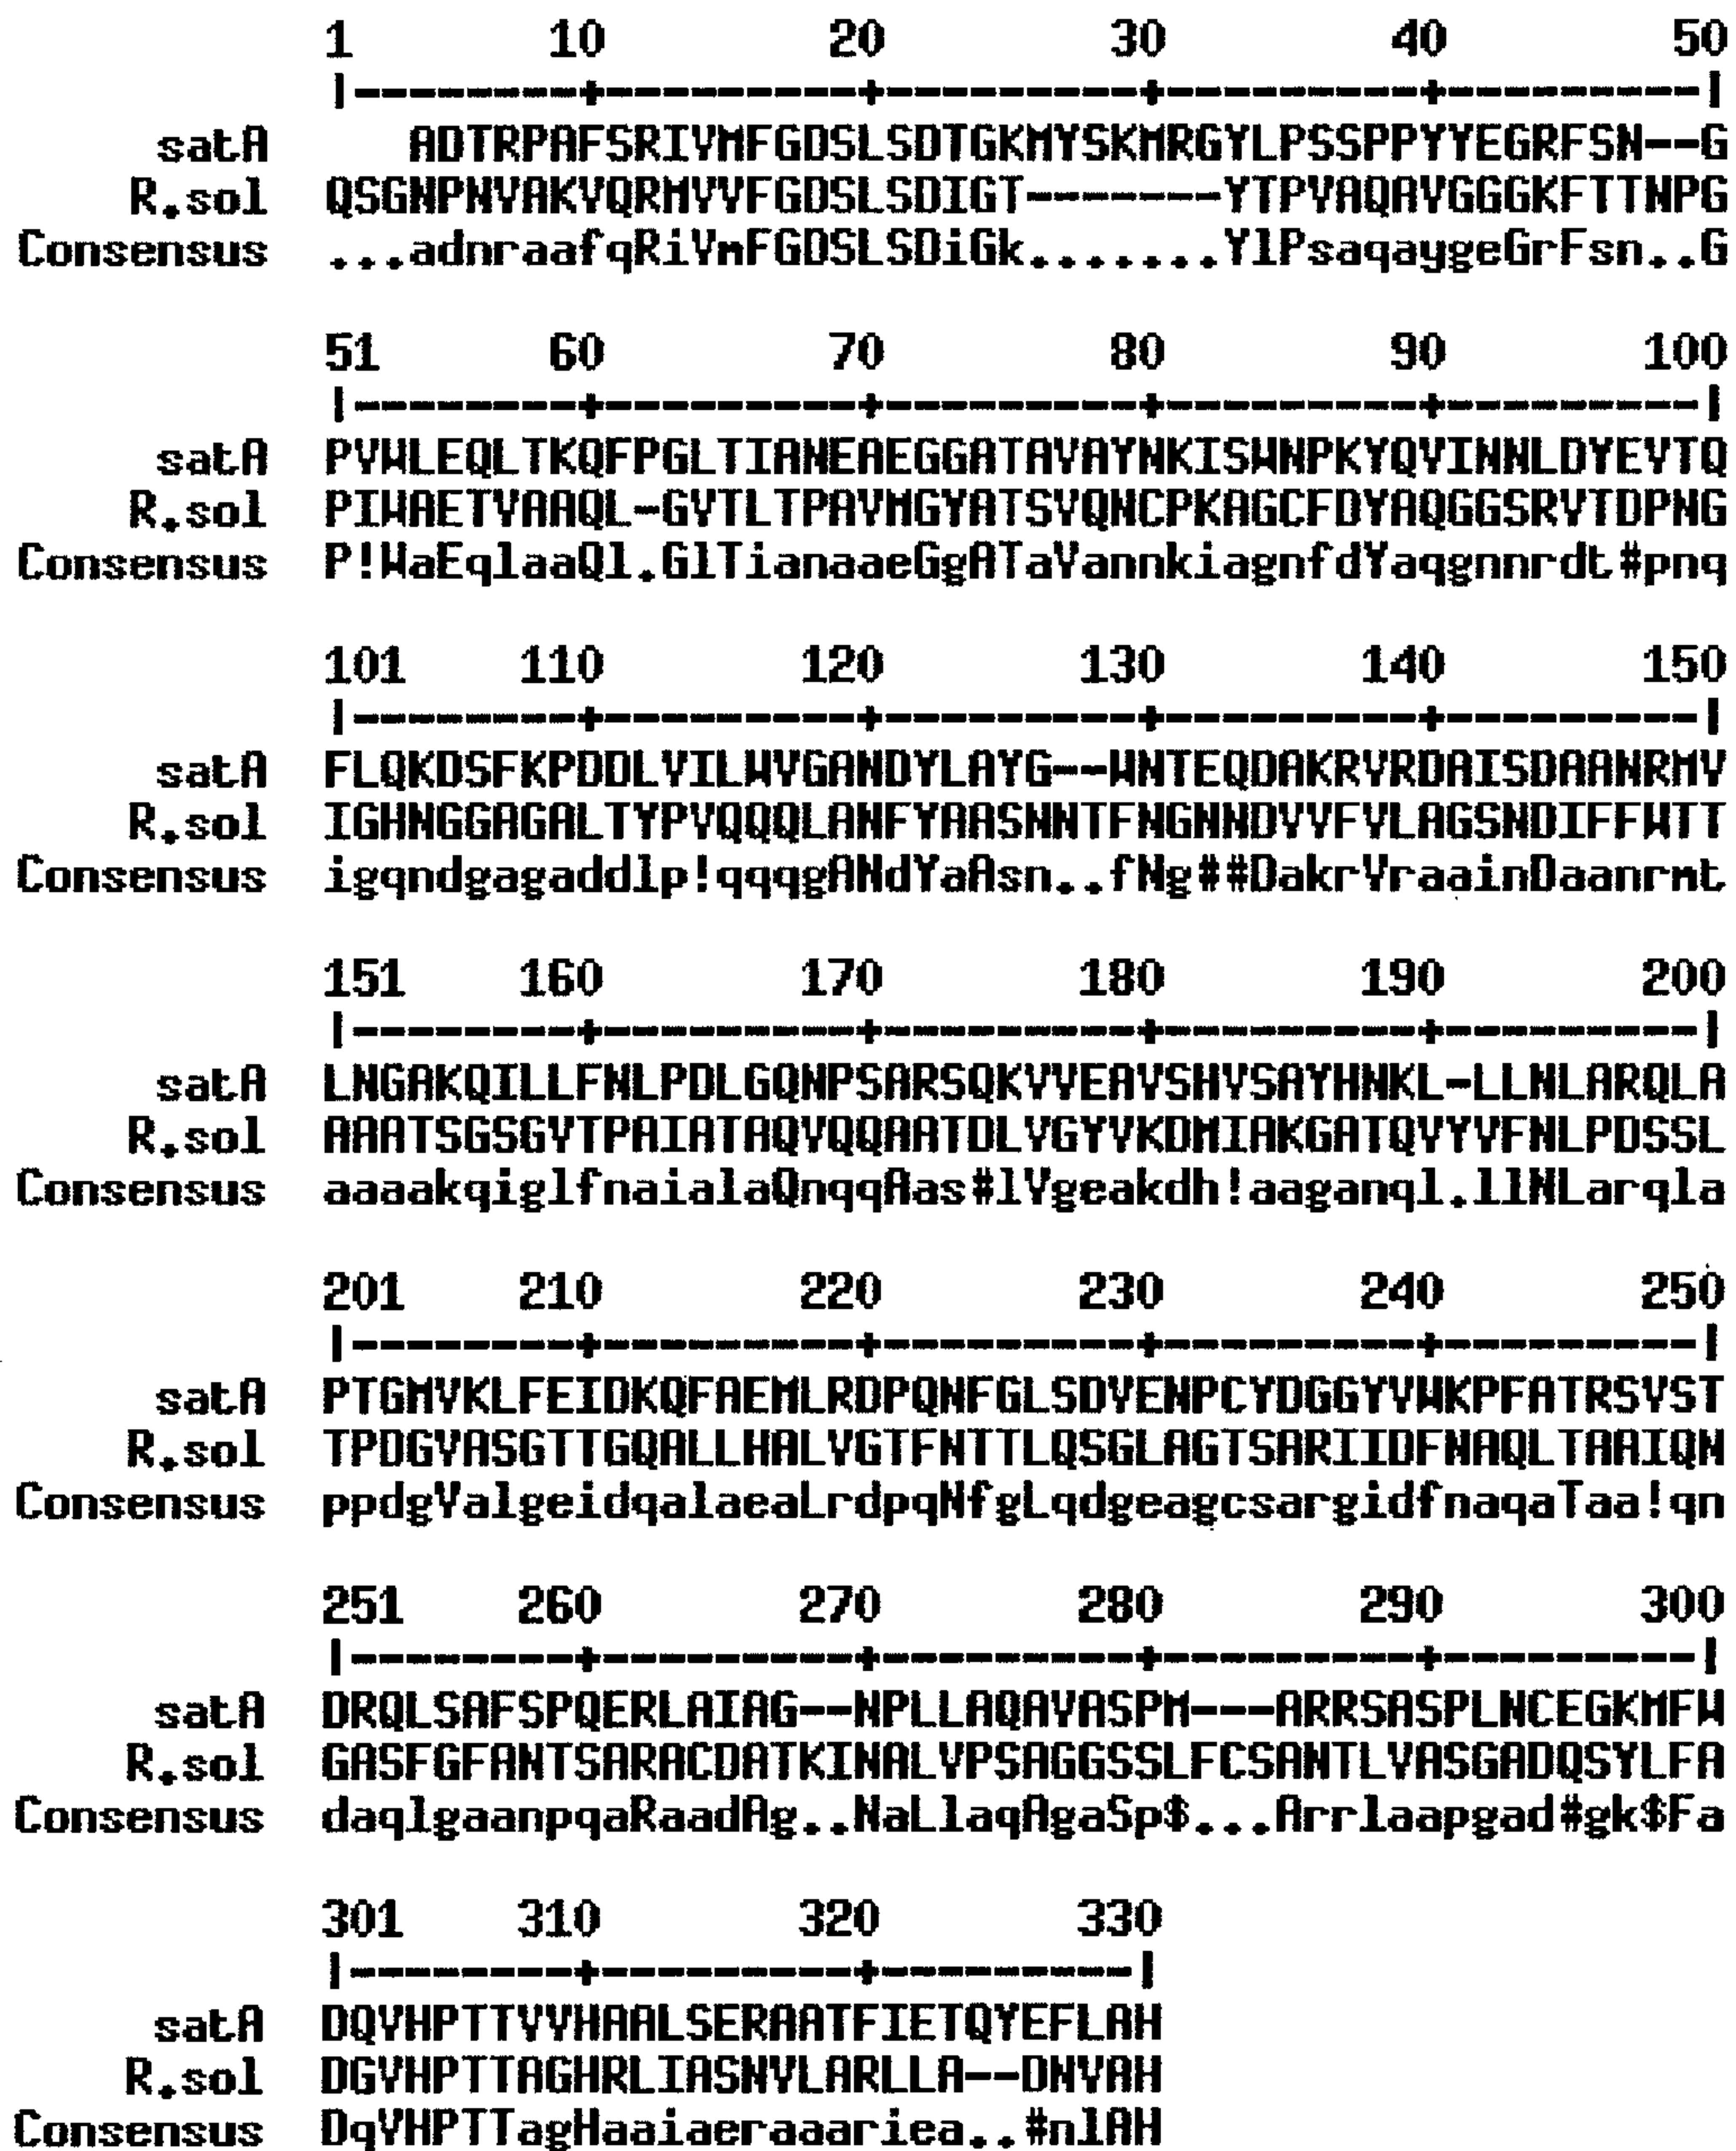 1 10 20 30 40 50
|--------+---------+---------+---------+---------|
satA ADTRPAFSRIVMFGDSLSDTGKMYSKMRGYLPSSPPYYEGRFSN--G
R.sol QSGNPNVAKVQRMVVFGDSLSDIGT-------YTPVAQAVGGGKFTTNPG
Consensus ...adnraafqRiVmFGDSLSDiGk.......YlPsaqaygeGrFsn..G
51 60 70 80 90 100
|--------+---------+---------+---------+---------|
satA PVWLEQLTKQFPGLTIANEAEGGATAVAYNKISWNPKYQVINNLDYEVTQ
R.sol PIWAETVAAQL-GVTLTPAVMGYATSVQNCPKAGCFDYAQGGSRVTDPNG
Consensus P!WaEqlaaQl.GlTianaaeGgATaVannkiagnfdYaqgnnrdt#pnq
101 110 120 130 140 150
|--------+---------+---------+---------+---------|
satA FLQKDSFKPDDLVILWVGANDYLAYG--WNTEQDAKRVRDAISDAANRMV
R.sol IGHNGGAGALTYPVQQQLANFYAASNNTFNGNNDVVFVLAGSNDIFFWTT
Consensus igqndgagaddlp!qqqgANdYaAsn..fNg##DakrVraainDaanrmt
151 160 170 180 190 200
|--------+---------+---------+---------+---------|
satA LNGAKQILLFNLPDLGQNPSARSQKVVEAVSHVSAYHNKL-LLNLARQLA
R.sol AAATSGSGVTPAIATAQVQQAATDLVGYVKDMIAKGATQVYVFNLPDSSL
Consensus aaaakqiglfnaialaQnqqAas#lVgeakdh!aaganql.llNLarqla
201 210 220 230 240 250
|--------+---------+---------+---------+---------|
satA PTGMVKLFEIDKQFAEMLRDPQNFGLSDVENPCYDGGYVWKPFATRSVST
R.sol TPDGVASGTTGQALLHALVGTFNTTLQSGLAGTSARIIDFNAQLTAAIQN
Consensus ppdgValgeidqalaeaLrdpqNfgLqdgeagcsargidfnaqaTaa!qn
251 260 270 280 290 300
|--------+---------+---------+---------+---------|
satA DRQLSAFSPQERLAIAG--NPLLAQAVASPM---ARRSASPLNCEGKMFW
R.sol GASFGFANTSARACDATKINALVPSAGGSSLFCSANTLVASGADQSYLFA
Consensus daqlgaanpqaRaadAg..NaLlaqAgaSp$...Arrlaapgad#gk$Fa
301 310 320 330
|--------+---------+---------|
satA DQVHPTTVVHAALSERAATFIETQYEFLAH
R.sol DGVHPTTAGHRLIASNVLARLLA--DNVAH
Consensus DqVHPTTagHaaiaeraaariea..#nlAH